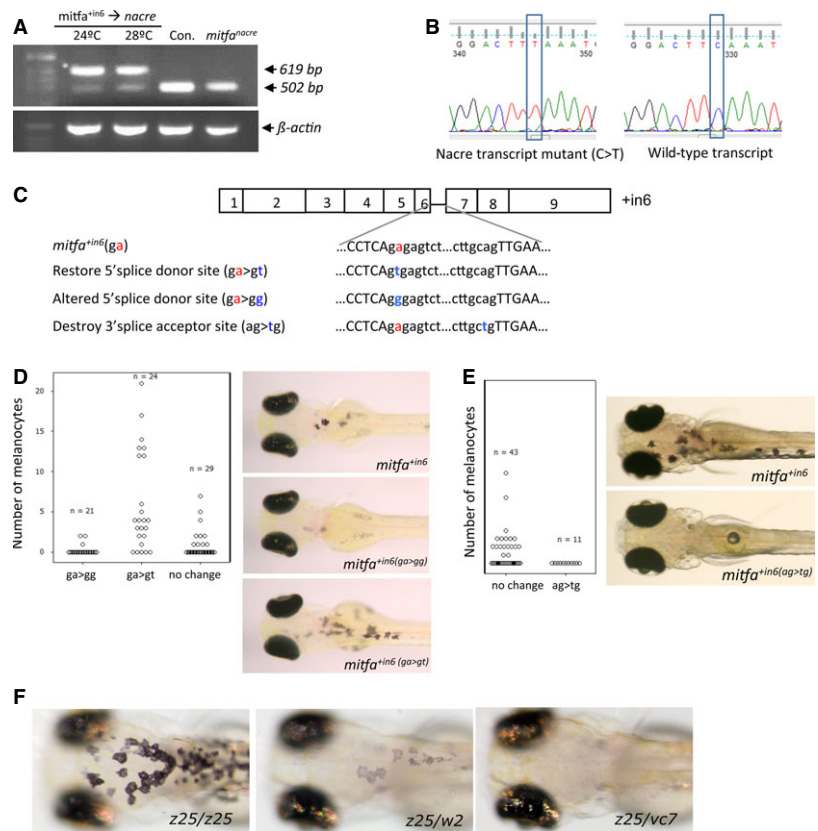 A
mitfa+in6 → nacre
24ºC 28ºC Con. mitfanacre
619 bp
502 bp
ß-actin
B
G G A C T T T A A A T
340 350
Nacre transcript mutant (C>T)
G G A C T T C A A A T
330
Wild-type transcript
C
1 2 3 4 5 6 7 8 9 +in6
mitfa+in6(ga) ...CCTCAgagagtct...cttgcagTTGAA...
Restore 5'splice donor site (ga>gt) ...CCTCAgtgagtct...cttgcagTTGAA...
Altered 5'splice donor site (ga>gg) ...CCTCAgggagtct...cttgcagTTGAA...
Destroy 3'splice acceptor site (ag>tg) ...CCTCAgagagtct...cttgctgTTGAA...
D
Number of melanocytes
20
15
10
5
0
n = 21
n = 24
n = 29
ga>gg ga>gt no change
mitfa+in6
mitfa+in6(ga>gg)
mitfa+in6(ga>gt)
E
Number of melanocytes
n = 43
n = 11
no change ag>tg
mitfa+in6
mitfa+in6(ag>tg)
F
z25/z25
z25/w2
z25/vc7